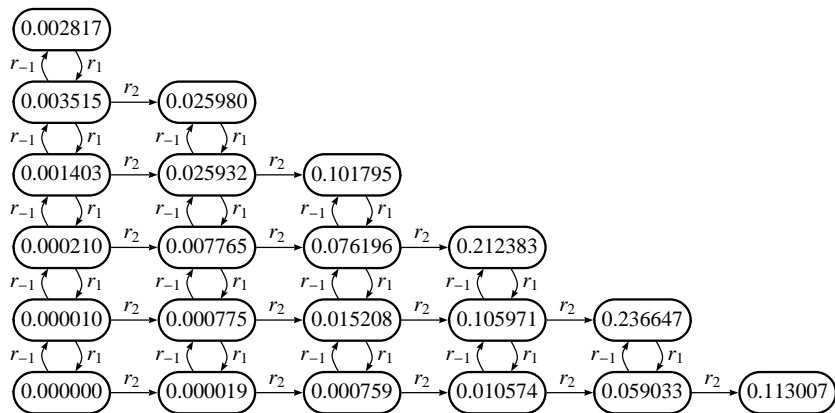 0.002817
r₋₁ r₁
0.003515 r₂ 0.025980
r₋₁ r₁ r₋₁ r₁
0.001403 r₂ 0.025932 r₂ 0.101795
r₋₁ r₁ r₋₁ r₁ r₋₁ r₁
0.000210 r₂ 0.007765 r₂ 0.076196 r₂ 0.212383
r₋₁ r₁ r₋₁ r₁ r₋₁ r₁ r₋₁ r₁
0.000010 r₂ 0.000775 r₂ 0.015208 r₂ 0.105971 r₂ 0.236647
r₋₁ r₁ r₋₁ r₁ r₋₁ r₁ r₋₁ r₁ r₋₁ r₁
0.000000 r₂ 0.000019 r₂ 0.000759 r₂ 0.010574 r₂ 0.059033 r₂ 0.113007